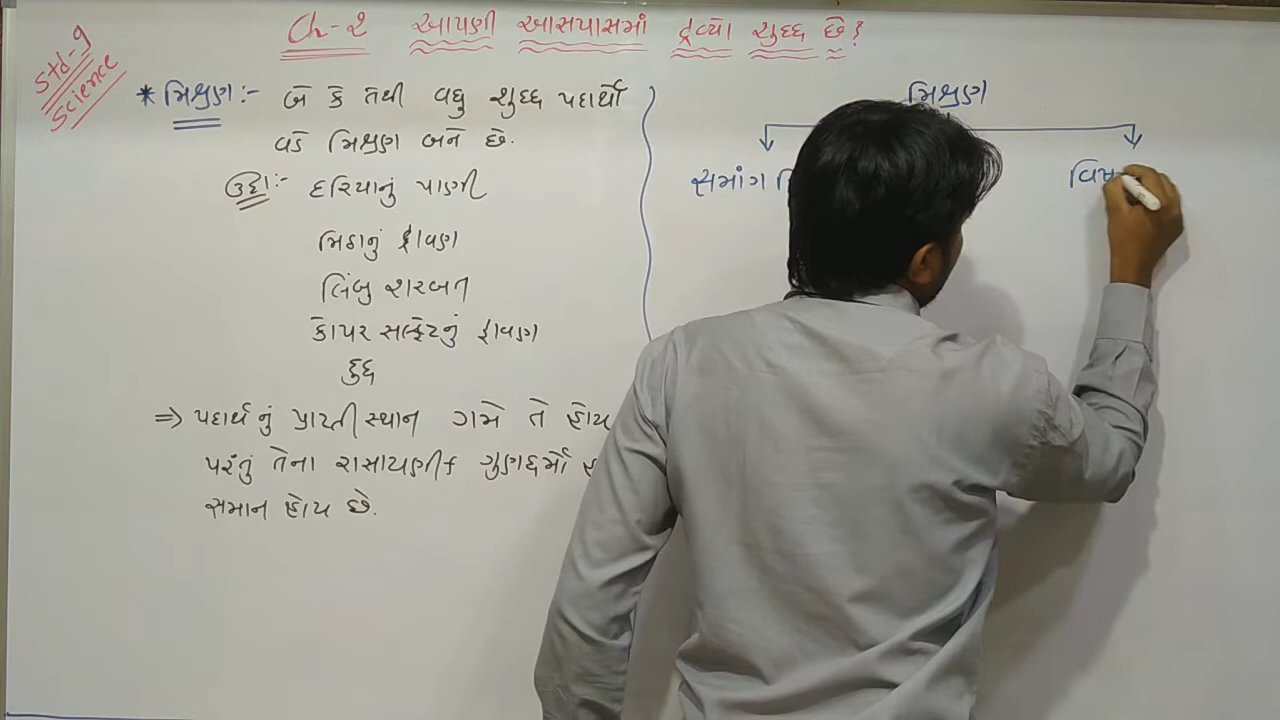 Std-9
Science
Ch-2 આપણી આસપાસમાં દ્રવ્યો શુદ્ધ છે?
* મિશ્રણ:- બે કે તેથી વધુ શુદ્ધ પદાર્થો
વડે મિશ્રણ બને છે.
ઉદા:- દરિયાનું પાણી
મિઠાનું દ્રાવણ
લિંબુ શરબત
કોપર સલ્ફેટનું દ્રાવણ
દુધ
⇒ પદાર્થનું પ્રાપ્તીસ્થાન ગમે તે હોય
પરંતુ તેના રાસાયણીક ગુણધર્મો
સમાન હોય છે.
મિશ્રણ
સમાંગ